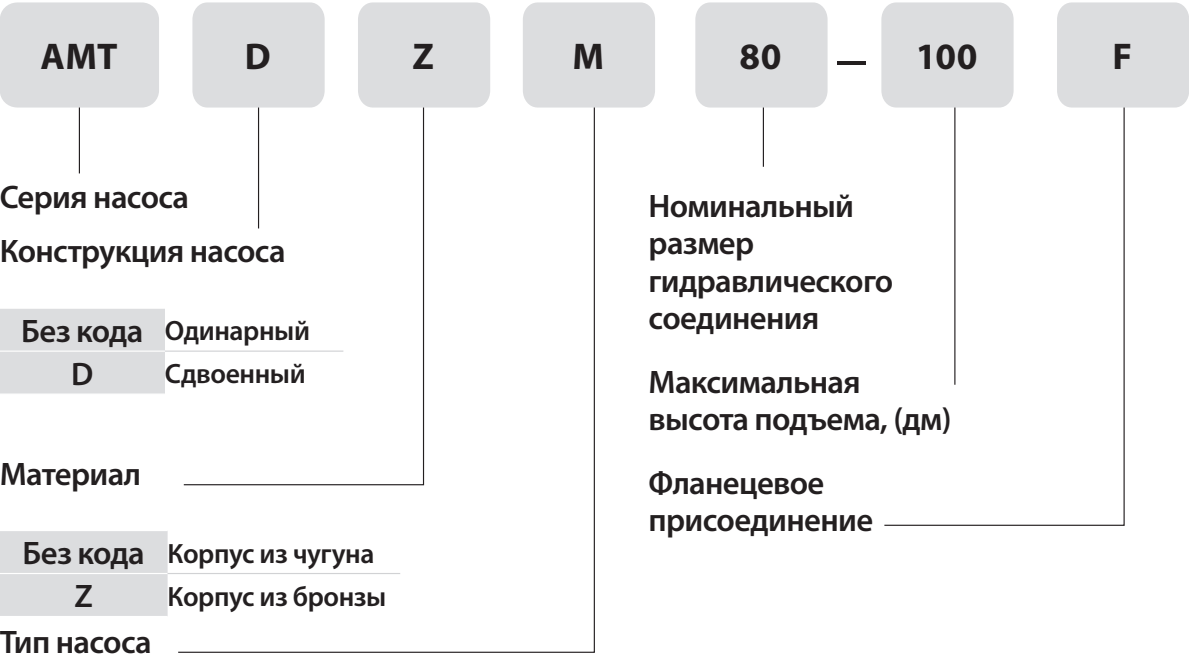 AMT D Z M 80 — 100 F
Серия насоса
Конструкция насоса
Без кода Одинарный
D Сдвоенный
Материал
Без кода Корпус из чугуна
Z Корпус из бронзы
Тип насоса
Номинальный
размер
гидравлического
соединения
Максимальная
высота подъема, (дм)
Фланецевое
присоединение